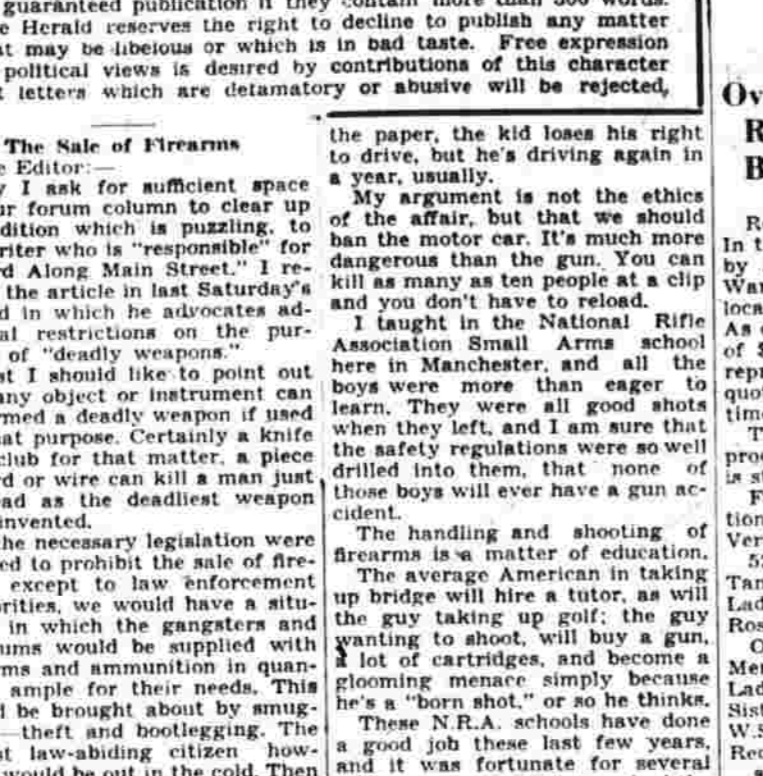 guaranteed publication if they contain more than 300 words.
e Herald reserves the right to decline to publish any matter
at may be libelous or which is in bad taste. Free expression
political views is desired by contributions of this character
t letters which are defamatory or abusive will be rejected,
The Sale of Firearms
e Editor:—
y I ask for sufficient space
ur forum column to clear up
ndition which is puzzling, to
riter who is "responsible" for
rd Along Main Street." I re-
the article in last Saturday's
d in which he advocates ad-
al restrictions on the pur-
of "deadly weapons."
st I should like to point out
any object or instrument can
rmed a deadly weapon if used
hat purpose. Certainly a knife
club for that matter, a piece
rd or wire can kill a man just
ead as the deadliest weapon
invented.
he necessary legislation were
ed to prohibit the sale of fire-
except to law enforcement
orities, we would have a situ-
in which the gangsters and
ums would be supplied with
rms and ammunition in quan-
ample for their needs. This
d be brought about by smug-
—theft and bootlegging. The
st law-abiding citizen how-
would be out in the cold. Then
the paper, the kid loses his right
to drive, but he's driving again in
a year, usually.
My argument is not the ethics
of the affair, but that we should
ban the motor car. It's much more
dangerous than the gun. You can
kill as many as ten people at a clip
and you don't have to reload.
I taught in the National Rifle
Association Small Arms school
here in Manchester, and all the
boys were more than eager to
learn. They were all good shots
when they left, and I am sure that
the safety regulations were so well
drilled into them, that none of
those boys will ever have a gun ac-
cident.
The handling and shooting of
firearms is a matter of education.
The average American in taking
up bridge will hire a tutor, as will
the guy taking up golf; the guy
wanting to shoot, will buy a gun,
a lot of cartridges, and become a
glooming menace simply because
he's a "born shot," or so he thinks.
These N.R.A. schools have done
a good job these last few years,
and it was fortunate for several
Ov
R
B
In t
by
War
loca
As
of
repr
quo
time
T
proc
is s
F
tion
Ver
Tan
Lad
Ros
O
Mer
Lad
Sist
W.S
Rec